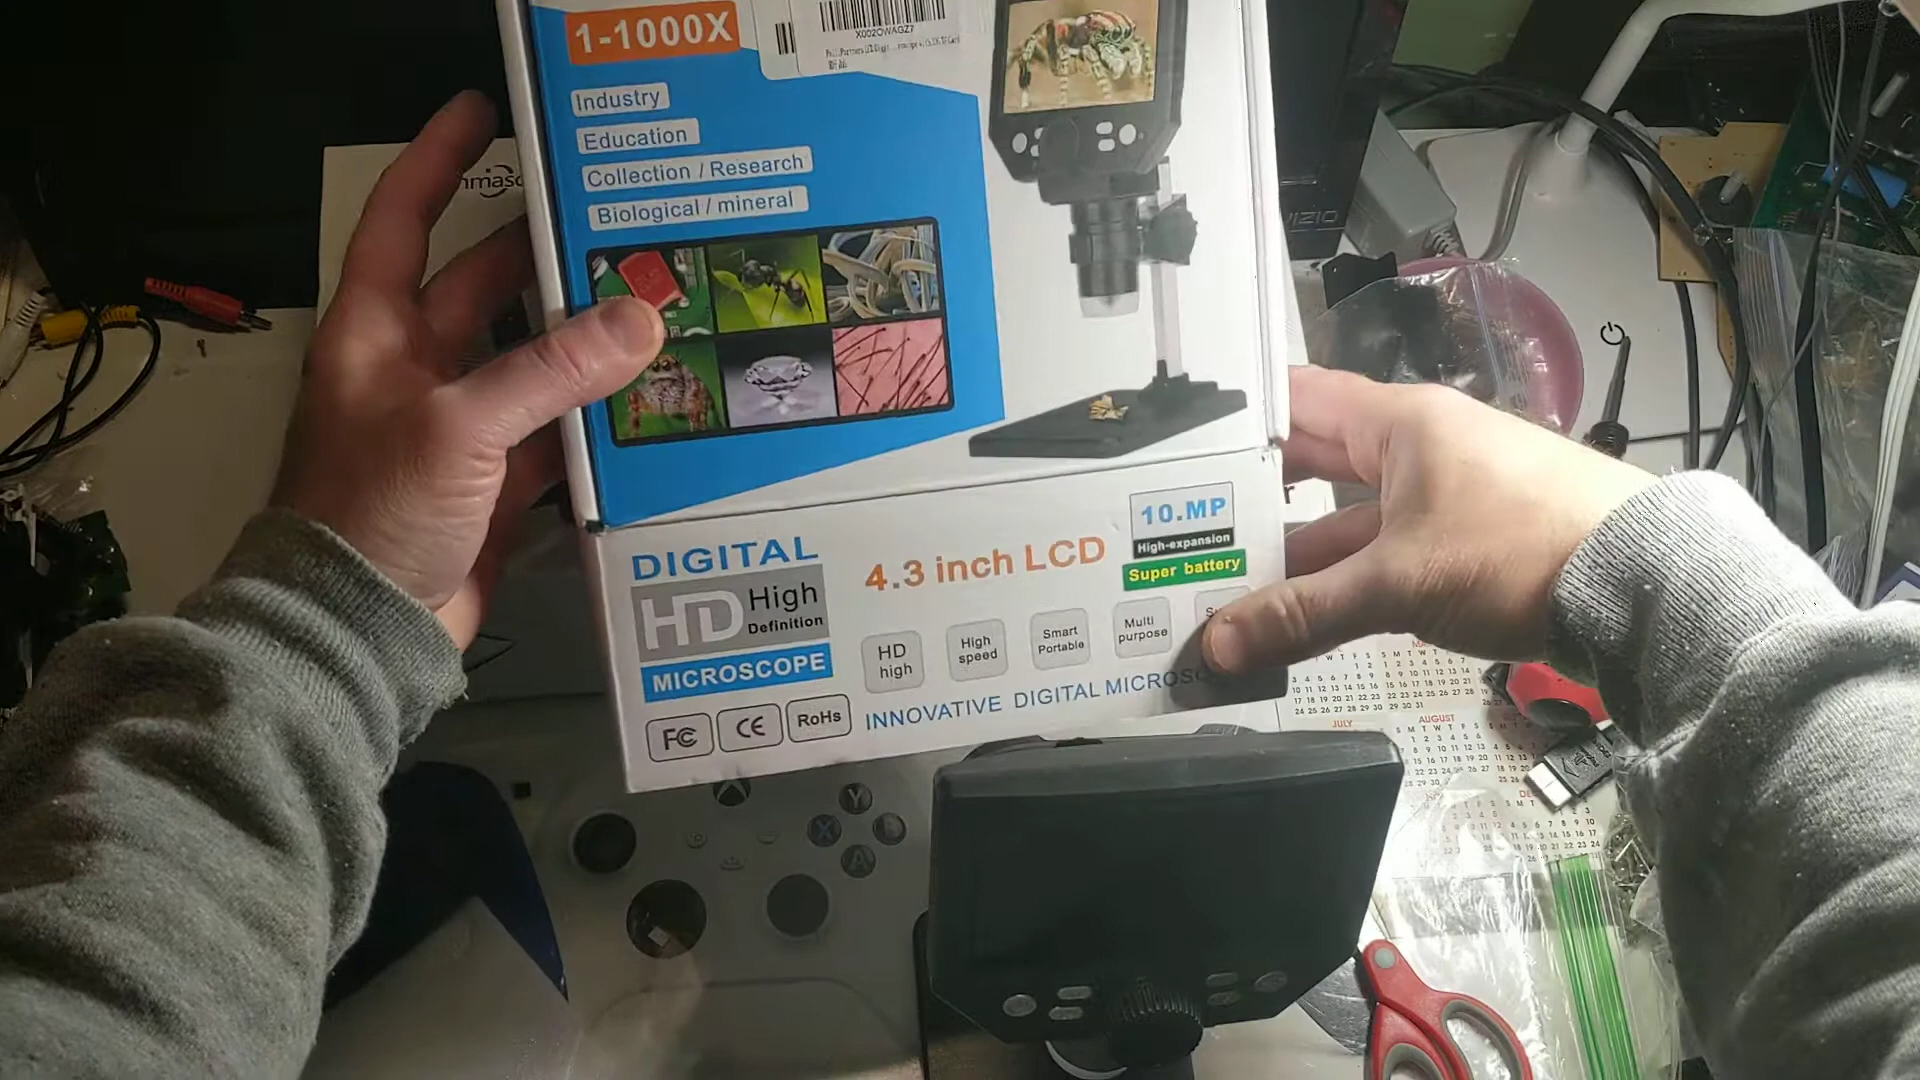 1-1000X
X002OWAGZ7
Industry
Education
Collection / Research
Biological / mineral
VIZIO
DIGITAL
HD High
Definition
MICROSCOPE
4.3 inch LCD
10.MP
High-expansion
Super battery
HD
high
High
speed
Smart
Portable
Multi
purpose
FC
CE
RoHs
INNOVATIVE DIGITAL
X
Y
X
A
JULY
AUGUST